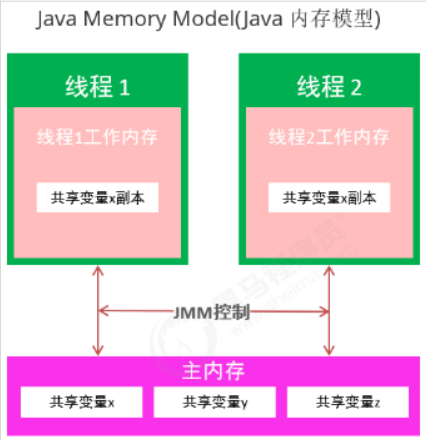 Java Memory Model(Java 内存模型)
线程 1
线程 2
线程1工作内存
线程2工作内存
共享变量x副本
共享变量x副本
JMM控制
主内存
共享变量x
共享变量y
共享变量z